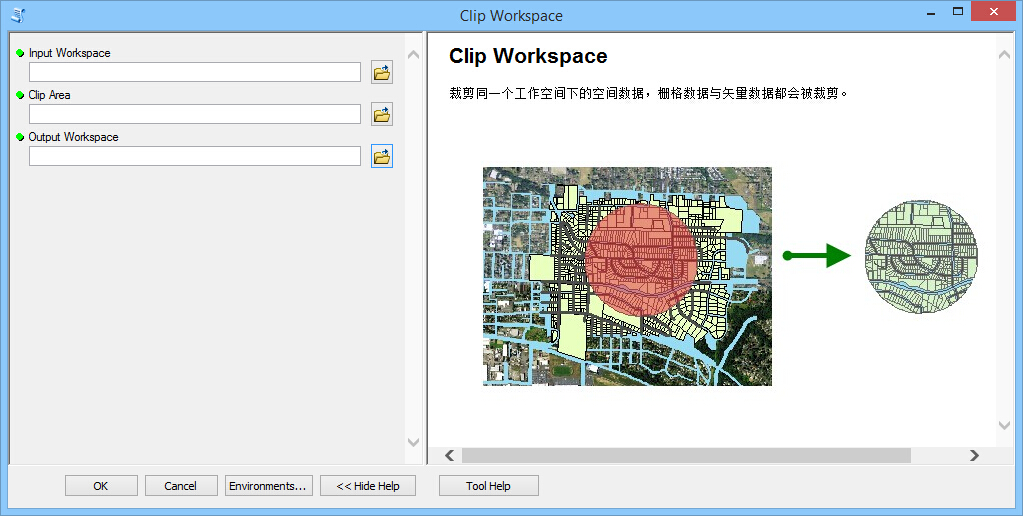 Clip Workspace
Input Workspace
Clip Area
Output Workspace
Clip Workspace
裁剪同一个工作空间下的空间数据，栅格数据与矢量数据都会被裁剪。
OK
Cancel
Environments...
<< Hide Help
Tool Help